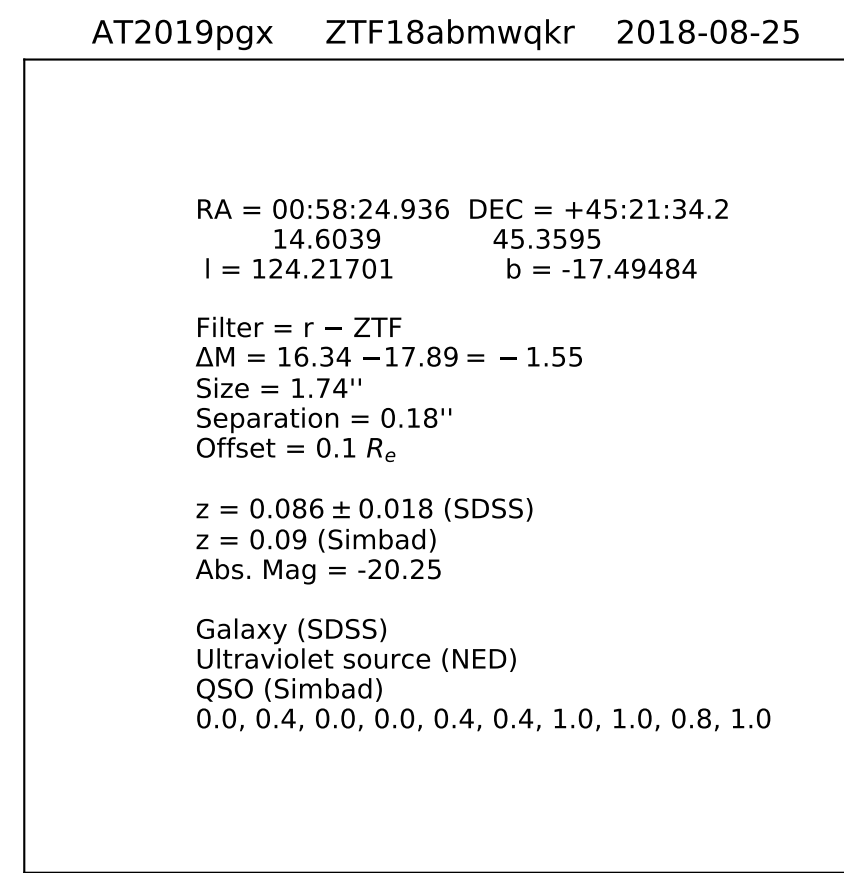 AT2019pgx ZTF18abmwqkr 2018-08-25
RA = 00:58:24.936 DEC = +45:21:34.2
14.6039 45.3595
l = 124.21701 b = -17.49484
Filter = r − ZTF
ΔM = 16.34 −17.89 = − 1.55
Size = 1.74''
Separation = 0.18''
Offset = 0.1 Rₑ
z = 0.086 ± 0.018 (SDSS)
z = 0.09 (Simbad)
Abs. Mag = -20.25
Galaxy (SDSS)
Ultraviolet source (NED)
QSO (Simbad)
0.0, 0.4, 0.0, 0.0, 0.4, 0.4, 1.0, 1.0, 0.8, 1.0